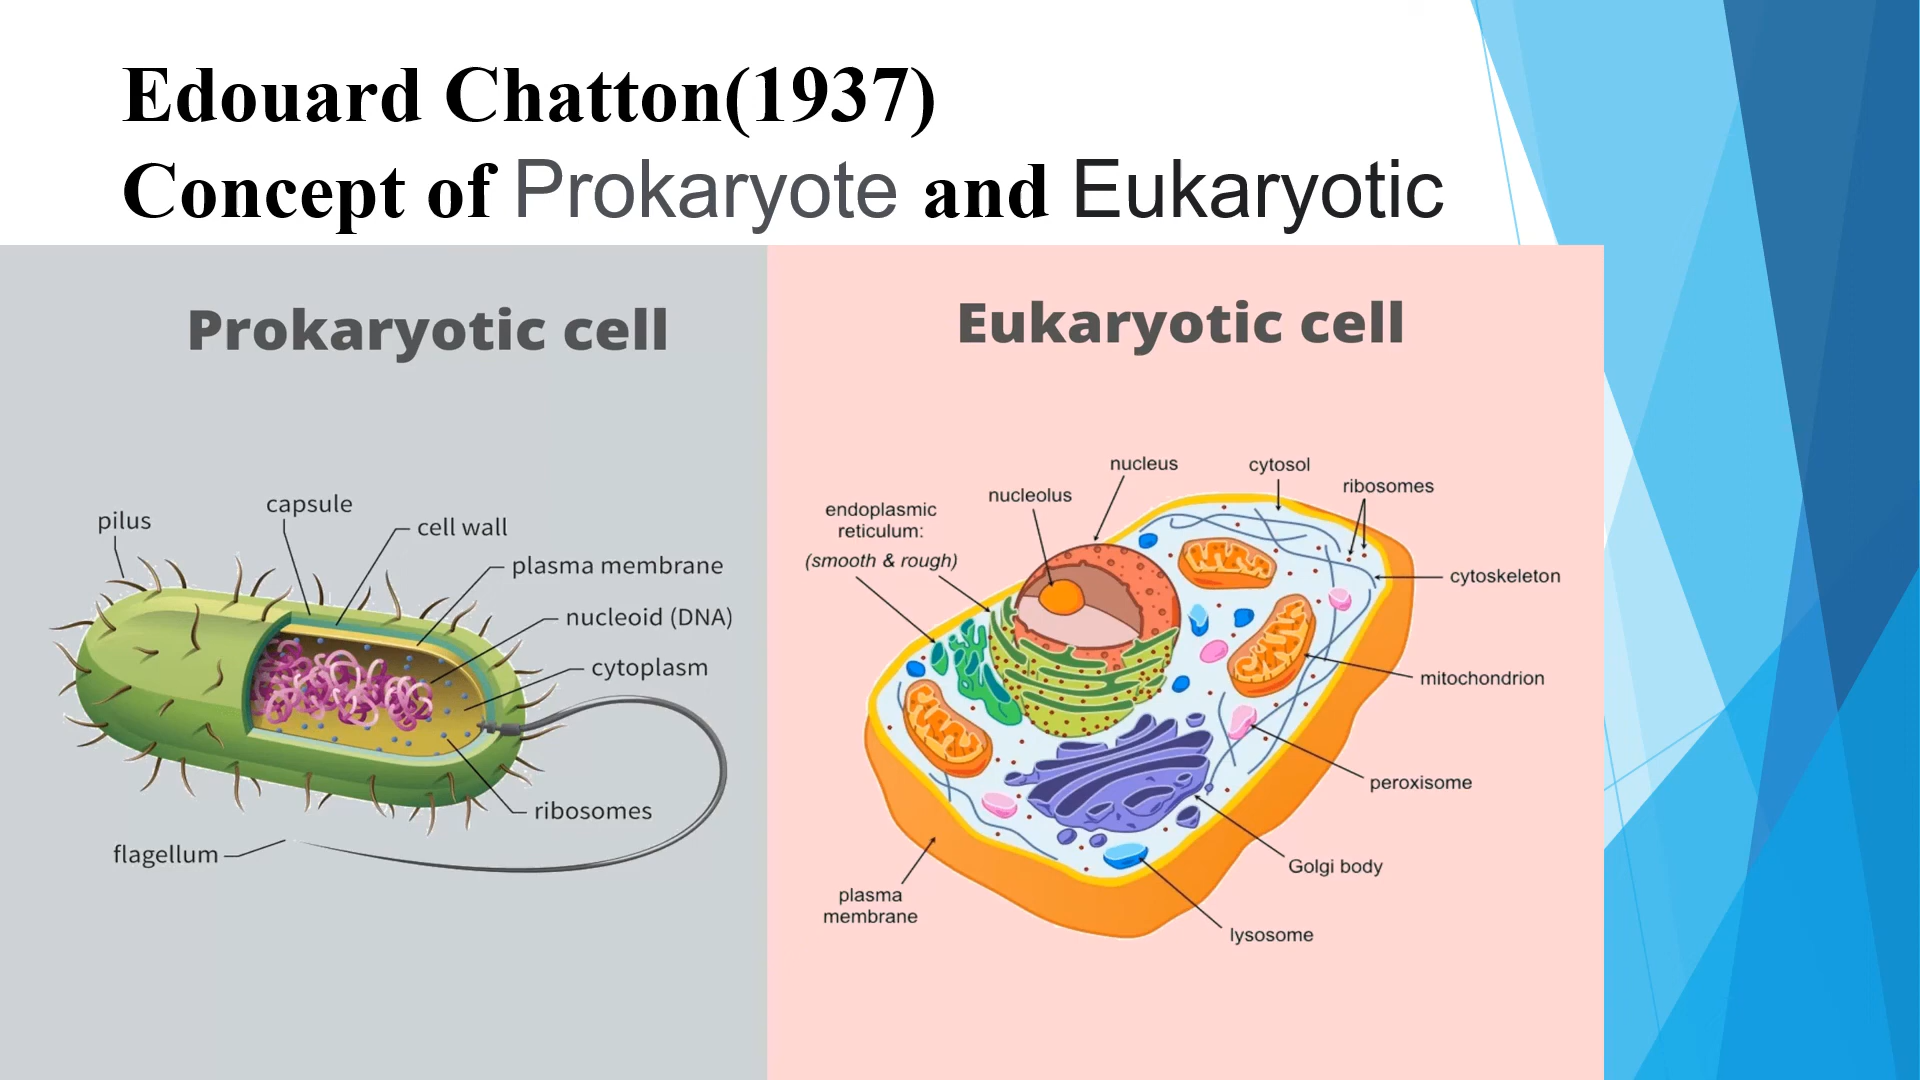 Edouard Chatton(1937)
Concept of Prokaryote and Eukaryotic
Prokaryotic cell
pilus
capsule
cell wall
plasma membrane
nucleoid (DNA)
cytoplasm
ribosomes
flagellum
Eukaryotic cell
nucleus
cytosol
ribosomes
nucleolus
endoplasmic
reticulum:
(smooth & rough)
cytoskeleton
mitochondrion
peroxisome
Golgi body
plasma
membrane
lysosome